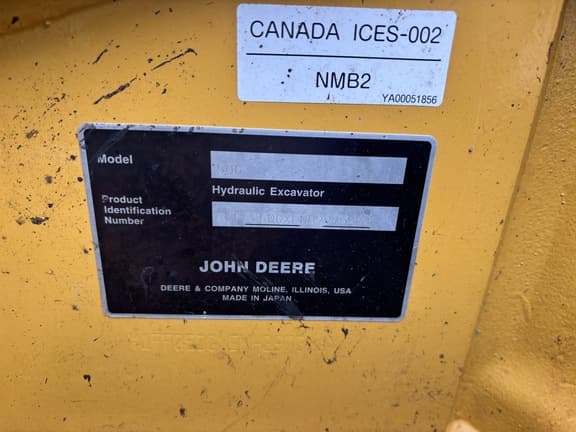 CANADA ICES-002
NMB2
YA00051856
Model
Hydraulic Excavator
Product
Identification
Number
JOHN DEERE
DEERE & COMPANY MOLINE, ILLINOIS, USA
MADE IN JAPAN